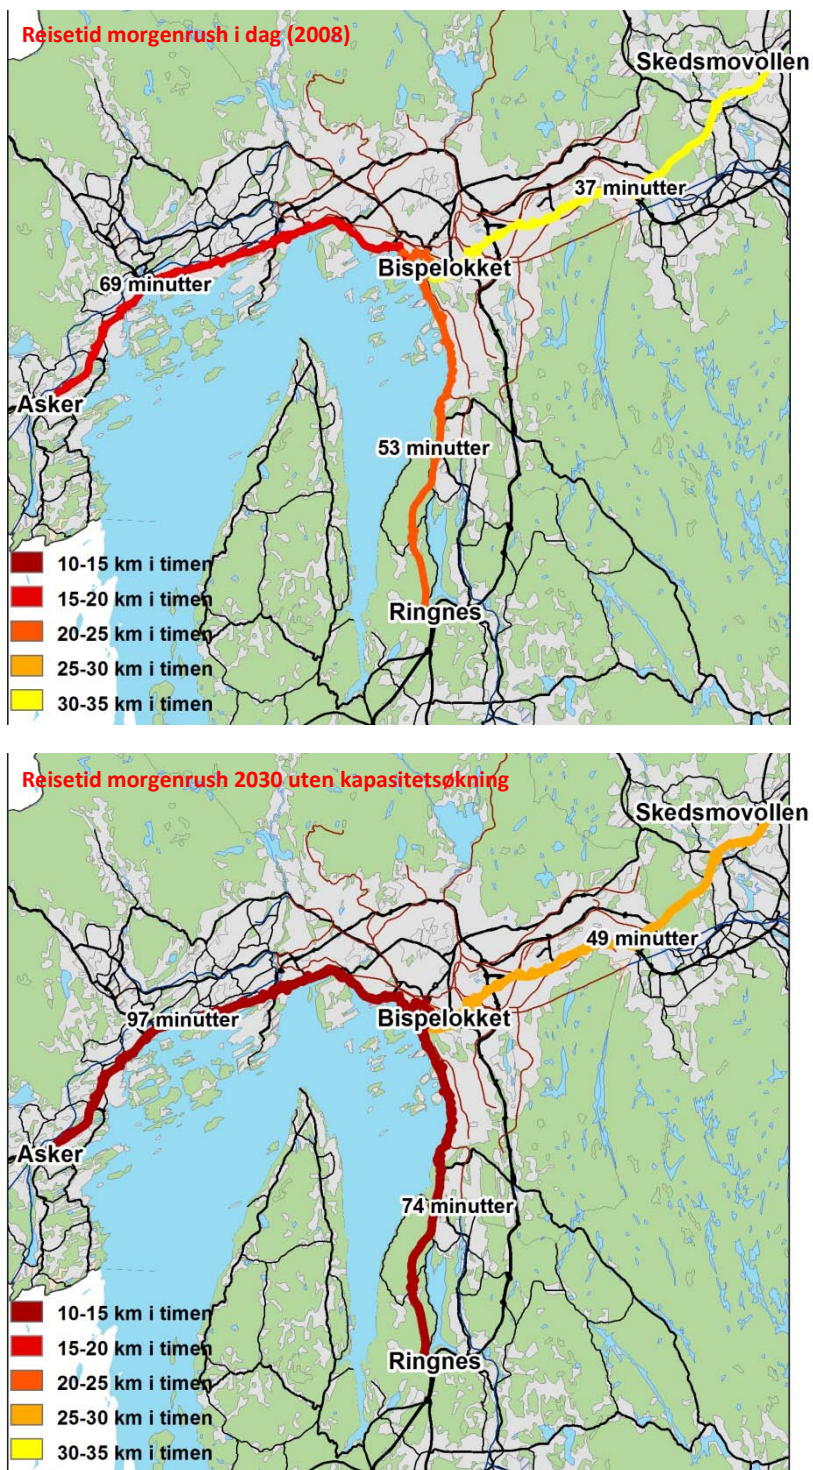 Reisetid morgenrush i dag (2008)
Skedsmovollen
37 minutter
Bispelokket
69 minutter
Asker
53 minutter
Ringnes
10-15 km i timen
15-20 km i timen
20-25 km i timen
25-30 km i timen
30-35 km i timen
Reisetid morgenrush 2030 uten kapasitetsøkning
Skedsmovollen
49 minutter
Bispelokket
97 minutter
Asker
74 minutter
Ringnes
10-15 km i timen
15-20 km i timen
20-25 km i timen
25-30 km i timen
30-35 km i timen